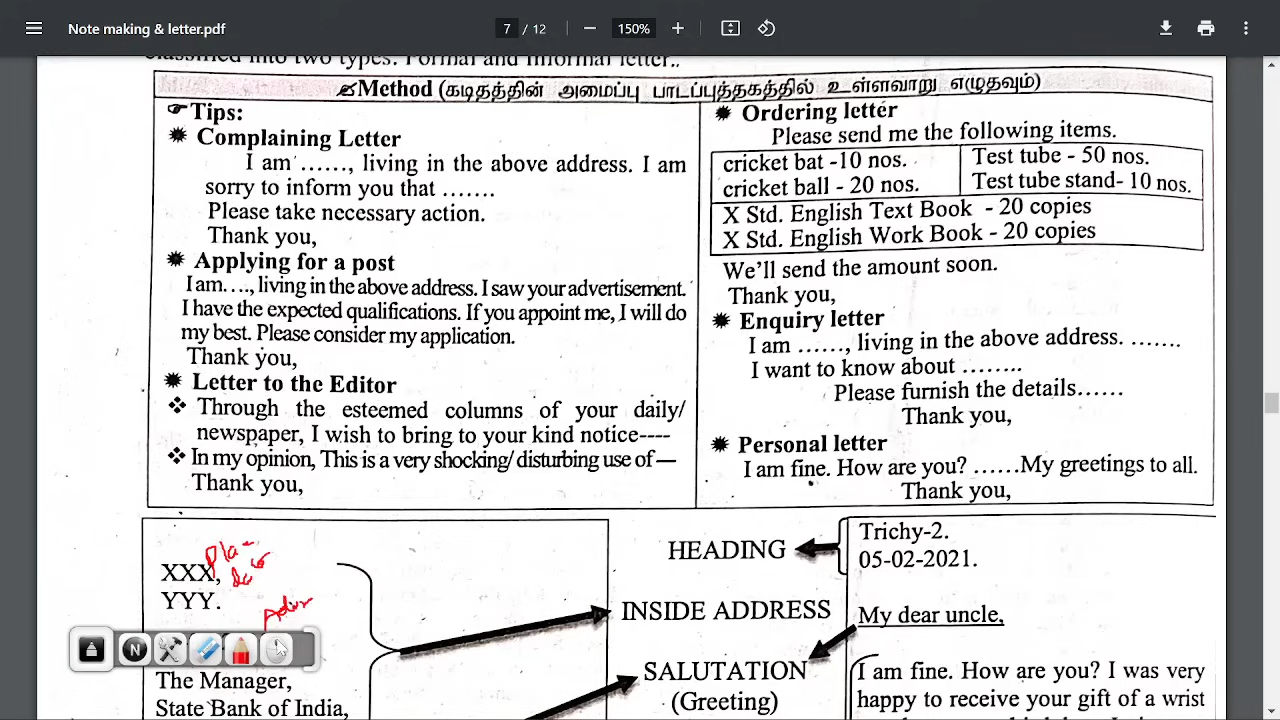 Note making & letter.pdf
7 / 12
150%
classified into two types. Formal and informal letter..
Method (கடிதத்தின் அமைப்பு பாடப்புத்தகத்தில் உள்ளவாறு எழுதவும்)
Tips:
Complaining Letter
I am ......, living in the above address. I am
sorry to inform you that .......
Please take necessary action.
Thank you,
Applying for a post
I am...., living in the above address. I saw your advertisement.
I have the expected qualifications. If you appoint me, I will do
my best. Please consider my application.
Thank you,
Letter to the Editor
Through the esteemed columns of your daily/
newspaper, I wish to bring to your kind notice----
In my opinion, This is a very shocking/ disturbing use of—
Thank you,
Ordering letter
Please send me the following items.
cricket bat -10 nos.
cricket ball - 20 nos.
Test tube - 50 nos.
Test tube stand- 10 nos.
X Std. English Text Book - 20 copies
X Std. English Work Book - 20 copies
We'll send the amount soon.
Thank you,
Enquiry letter
I am ......, living in the above address. .......
I want to know about ........
Please furnish the details......
Thank you,
Personal letter
I am fine. How are you? ......My greetings to all.
Thank you,
XXX,
YYY.
The Manager,
State Bank of India,
HEADING
INSIDE ADDRESS
SALUTATION
(Greeting)
Trichy-2.
05-02-2021.
My dear uncle,
I am fine. How are you? I was very
happy to receive your gift of a wrist